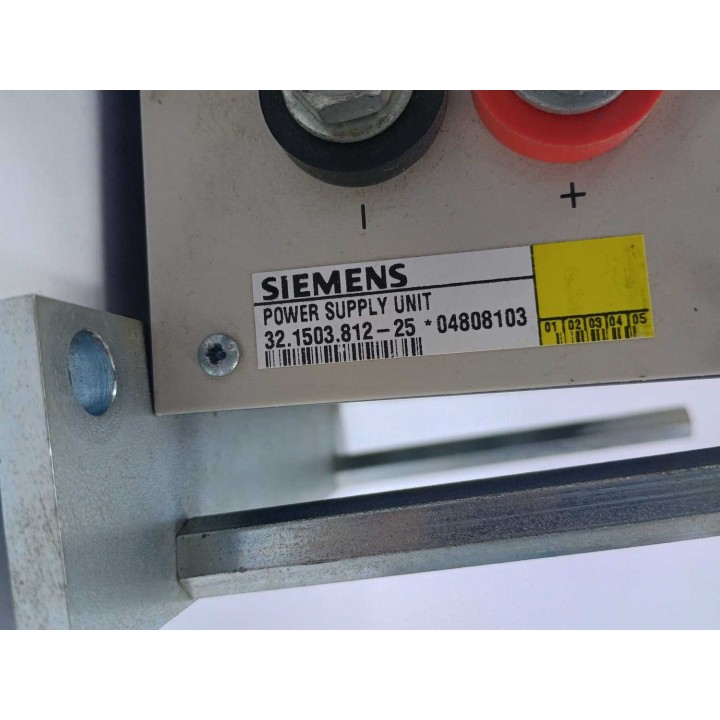 − +
SIEMENS
POWER SUPPLY UNIT
32.1503.812-25 *04808103
01 02 03 04 05